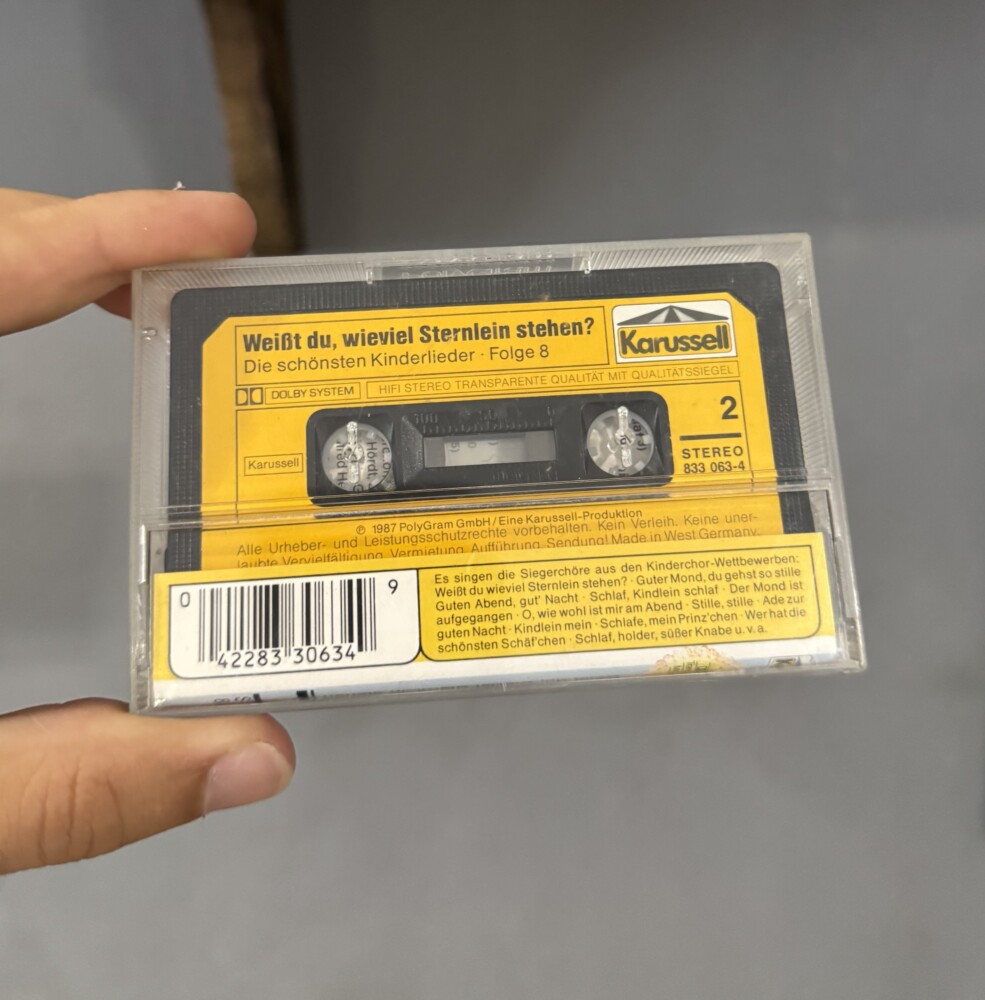 Weißt du, wieviel Sternlein stehen?
Die schönsten Kinderlieder · Folge 8
Karussell
DOLBY SYSTEM
HIFI STEREO TRANSPARENTE QUALITÄT MIT QUALITÄTSSIEGEL
2
Karussell
STEREO
833 063-4
℗ 1987 PolyGram GmbH / Eine Karussell-Produktion
Alle Urheber- und Leistungsschutzrechte vorbehalten. Kein Verleih. Keine uner-
laubte Vervielfältigung, Vermietung, Aufführung, Sendung! Made in West Germany.
0 42283 30634 9
Es singen die Siegerchöre aus den Kinderchor-Wettbewerben:
Weißt du wieviel Sternlein stehen? · Guter Mond, du gehst so stille
Guten Abend, gut' Nacht · Schlaf, Kindlein schlaf · Der Mond ist
aufgegangen · O, wie wohl ist mir am Abend · Stille, stille · Ade zur
guten Nacht · Kindlein mein · Schlafe, mein Prinz'chen · Wer hat die
schönsten Schäf'chen · Schlaf, holder, süßer Knabe u. v. a.